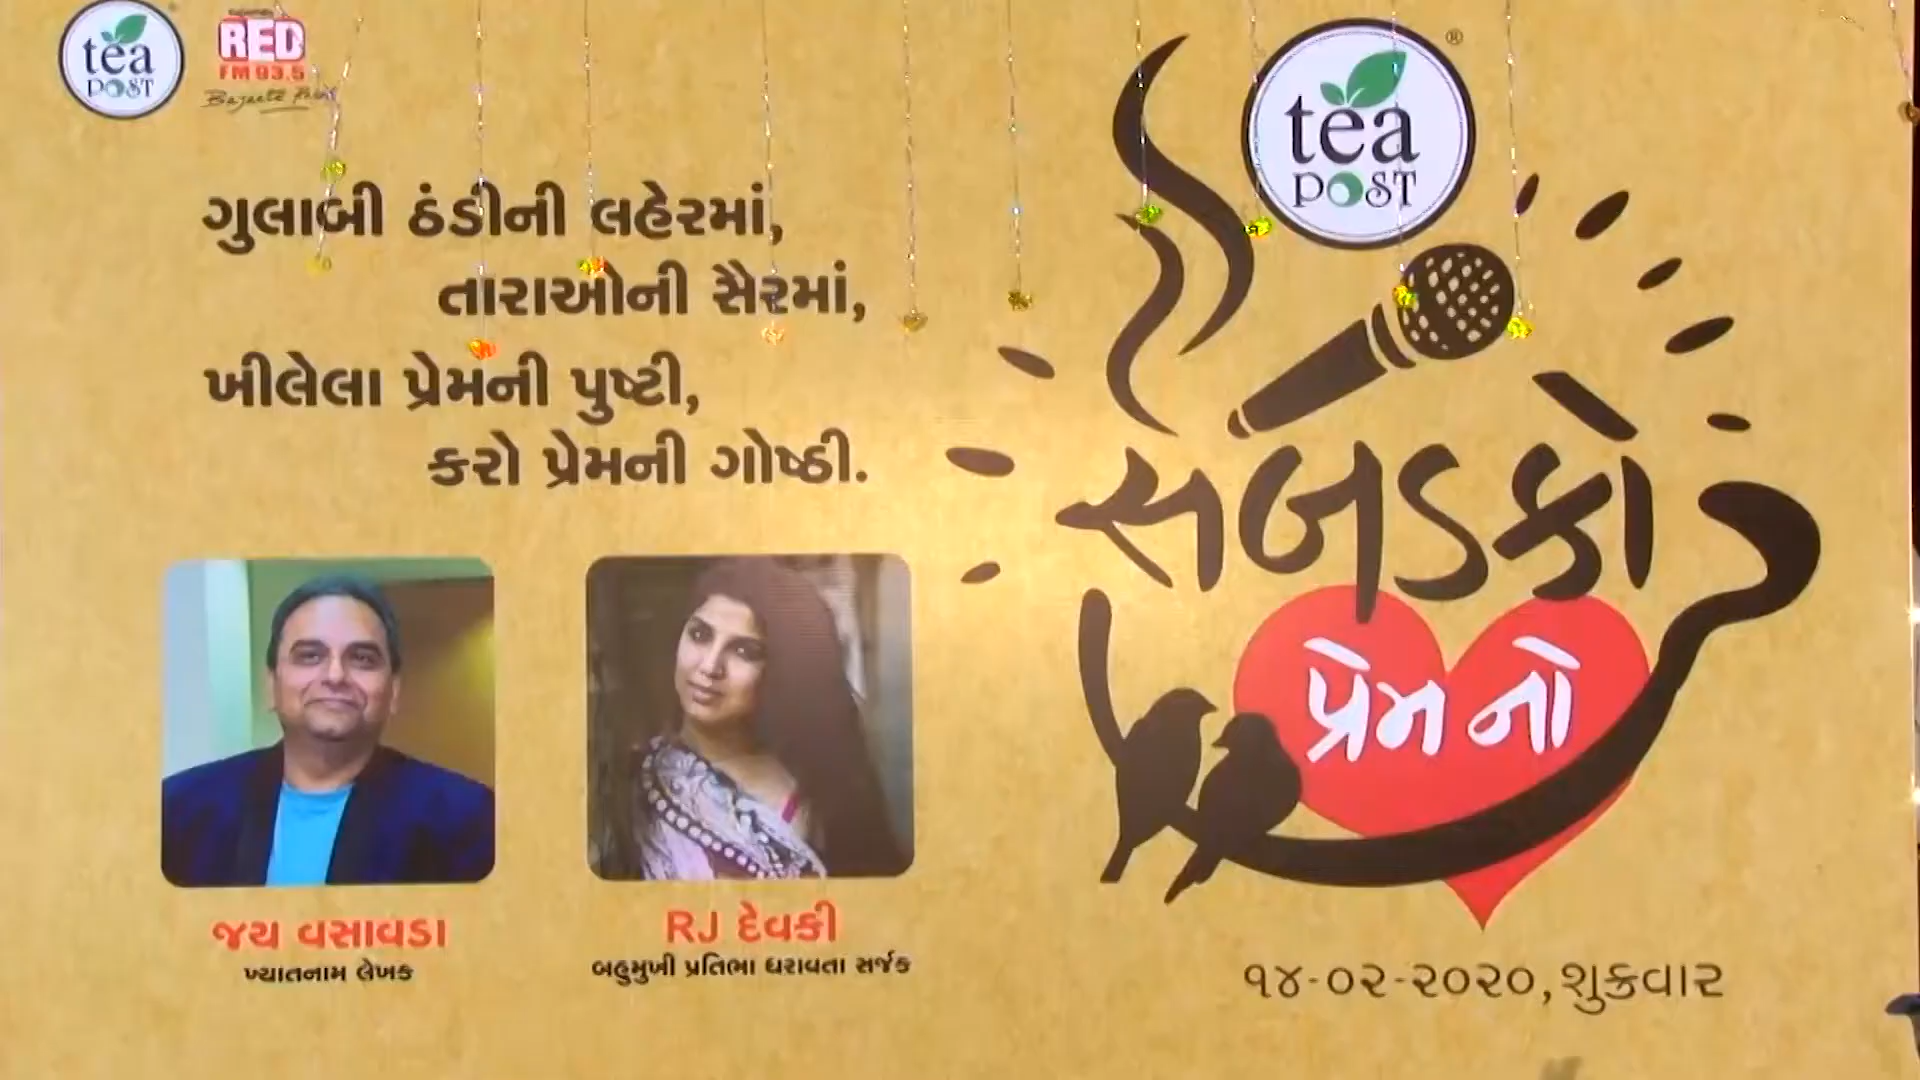 tea
POST
RED
FM 93.5
ગુલાબી ઠંડીની લહેરમાં,
તારાઓની સૈરમાં,
ખીલેલા પ્રેમની પુષ્ટી,
કરો પ્રેમની ગોષ્ઠી.
જય વસાવડા
ખ્યાતનામ લેખક
RJ દેવકી
બહુમુખી પ્રતિભા ધરાવતા સર્જક
tea
POST
®
સબડકો
પ્રેમ નો
૧૪-૦૨-૨૦૨૦, શુક્રવાર